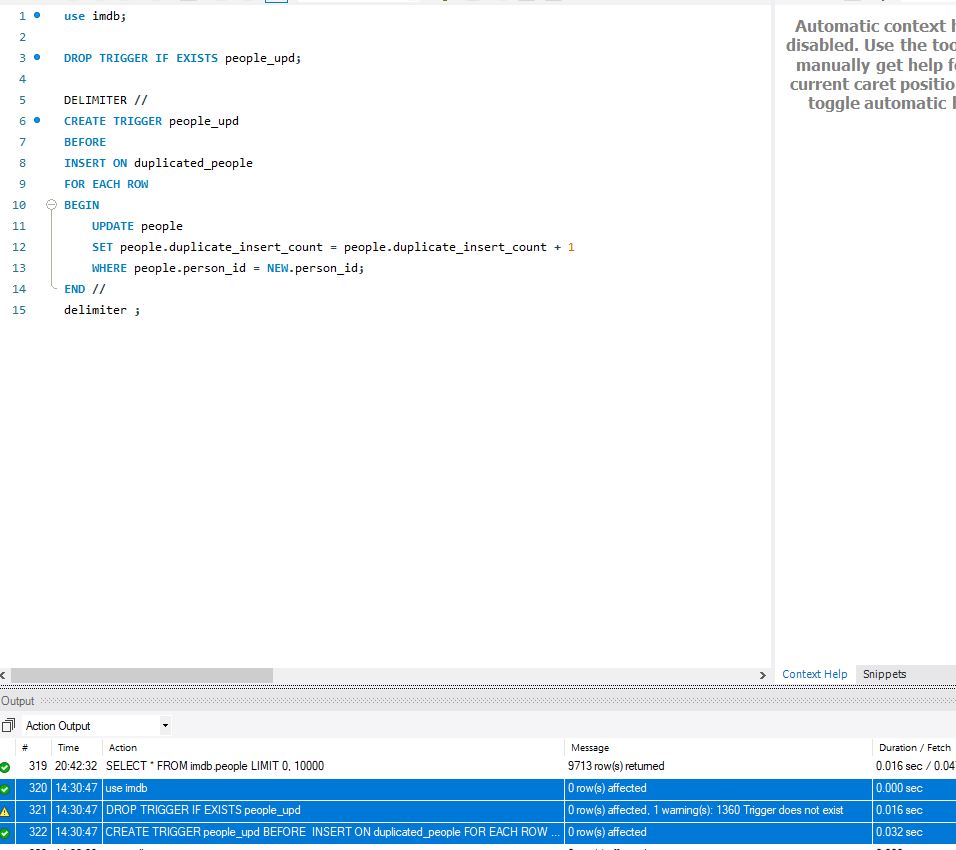 1 use imdb;
2
3 DROP TRIGGER IF EXISTS people_upd;
4
5 DELIMITER //
6 CREATE TRIGGER people_upd
7 BEFORE
8 INSERT ON duplicated_people
9 FOR EACH ROW
10 BEGIN
11 UPDATE people
12 SET people.duplicate_insert_count = people.duplicate_insert_count + 1
13 WHERE people.person_id = NEW.person_id;
14 END //
15 delimiter ;
Automatic context
disabled. Use the
manually get help
current caret
toggle automatic
Context Help Snippets
Output
Action Output
# Time Action Message Duration / Fetch
319 20:42:32 SELECT * FROM imdb.people LIMIT 0, 10000 9713 row(s) returned 0.016 sec / 0.04
320 14:30:47 use imdb 0 row(s) affected 0.000 sec
321 14:30:47 DROP TRIGGER IF EXISTS people_upd 0 row(s) affected, 1 warning(s): 1360 Trigger does not exist 0.016 sec
322 14:30:47 CREATE TRIGGER people_upd BEFORE INSERT ON duplicated_people FOR EACH ROW ... 0 row(s) affected 0.032 sec